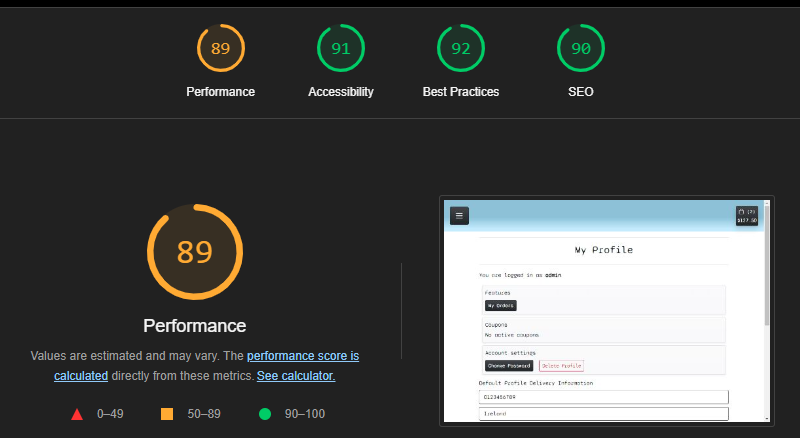 89
91
92
90
Performance
Accessibility
Best Practices
SEO
89
Performance
Values are estimated and may vary. The performance score is
calculated directly from these metrics. See calculator.
0–49
50–89
90–100
(2)
$127.50
My Profile
You are logged in as admin
Features
My Orders
Coupons
No active coupons
Account settings
Change Password
Delete Profile
Default Profile Delivery Information
0123456789
Ireland